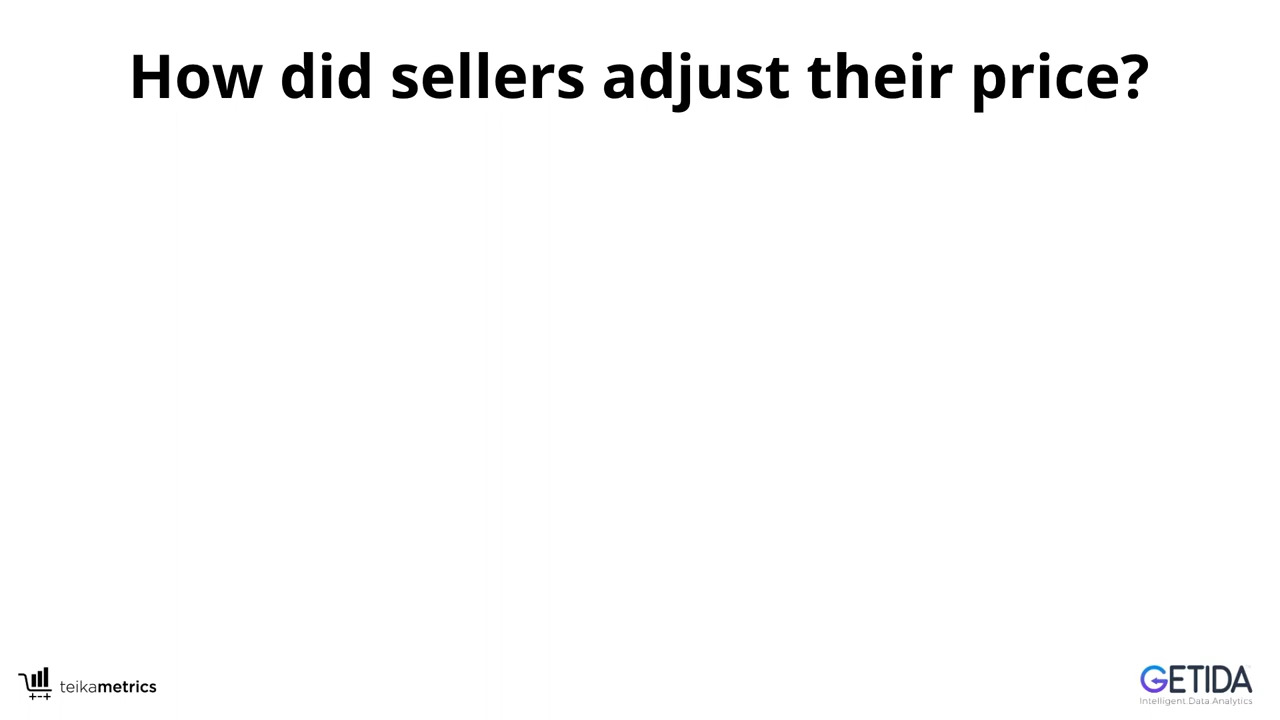 How did sellers adjust their price?
teikametrics
GETIDA
Intelligent Data Analytics